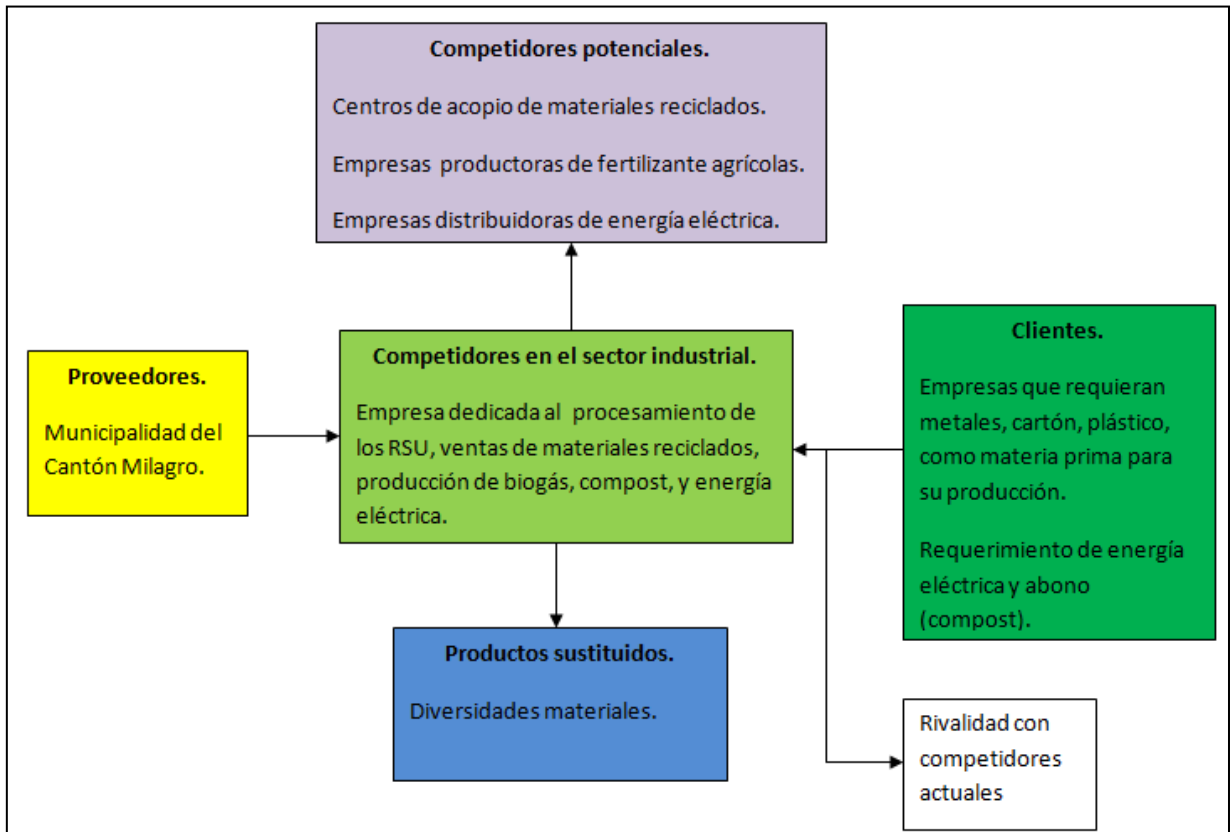 Competidores potenciales.
Centros de acopio de materiales reciclados.
Empresas productoras de fertilizante agrícolas.
Empresas distribuidoras de energía eléctrica.
Proveedores.
Municipalidad del
Cantón Milagro.
Competidores en el sector industrial.
Empresa dedicada al procesamiento de
los RSU, ventas de materiales reciclados,
producción de biogás, compost, y energía
eléctrica.
Clientes.
Empresas que requieran
metales, cartón, plástico,
como materia prima para
su producción.
Requerimiento de energía
eléctrica y abono
(compost).
Productos sustituidos.
Diversidades materiales.
Rivalidad con
competidores
actuales